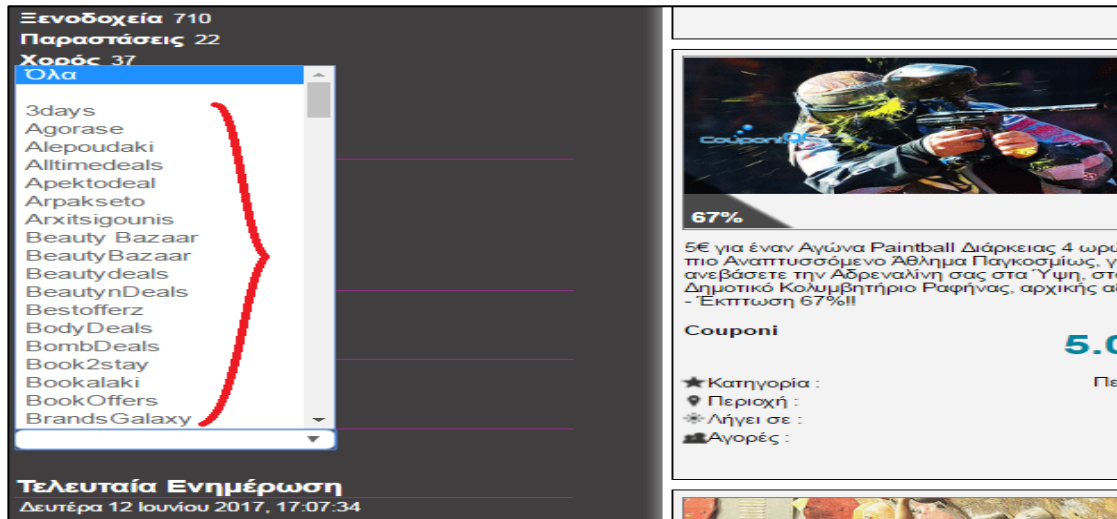 Ξενοδοχεία 710
Παραστάσεις 22
Χορός 37
Όλα
3days
Agorase
Alepoudaki
Alltimedeals
Apektodeal
Arpakseto
Arxitsigounis
Beauty Bazaar
BeautyBazaar
Beautydeals
BeautynDeals
Bestofferz
BodyDeals
BombDeals
Book2stay
Bookalaki
BookOffers
BrandsGalaxy
Τελευταία Ενημέρωση
Δευτέρα 12 Ιουνίου 2017, 17:07:34
67%
5€ για έναν Αγώνα Paintball Διάρκειας 4 ωρώ
πιο Αναπτυσσόμενο Άθλημα Παγκοσμίως, γ
ανεβάσετε την Αδρεναλίνη σας στα Ύψη, στ
Δημοτικό Κολυμβητήριο Ραφήνας, αρχικής α
- Έκπτωση 67%!!
Couponi
5.0
Κατηγορία : Πε
Περιοχή :
Λήγει σε :
Αγορές :